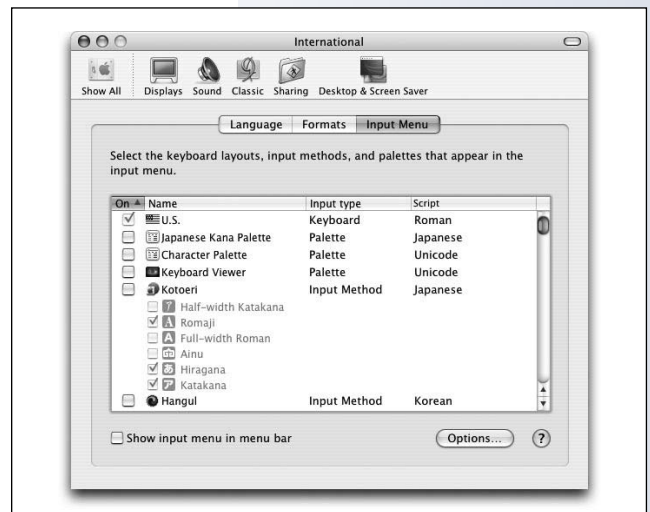 International
Show All Displays Sound Classic Sharing Desktop & Screen Saver
Language Formats Input Menu
Select the keyboard layouts, input methods, and palettes that appear in the
input menu.
On Name Input type Script
U.S. Keyboard Roman
Japanese Kana Palette Palette Japanese
Character Palette Palette Unicode
Keyboard Viewer Palette Unicode
Kotoeri Input Method Japanese
ア Half-width Katakana
A Romaji
A Full-width Roman
Ainu
あ Hiragana
ア Katakana
Hangul Input Method Korean
Show input menu in menu bar Options... ?